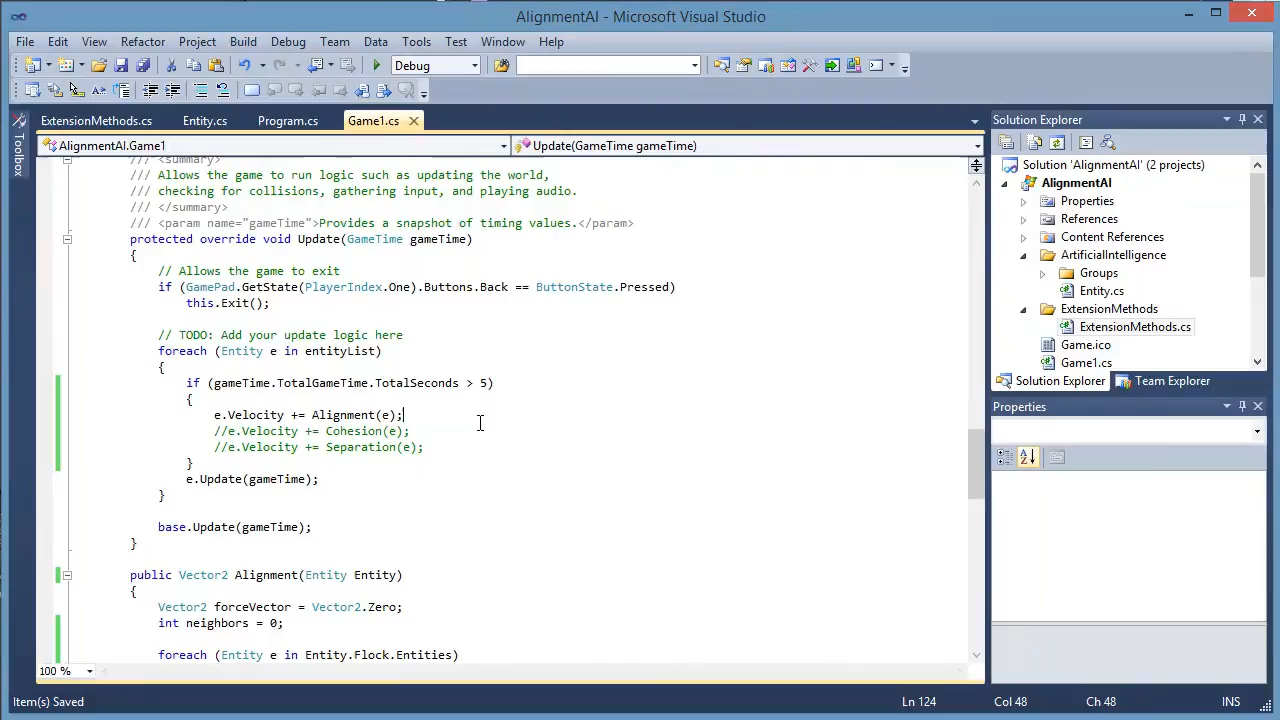 AlignmentAI - Microsoft Visual Studio
File Edit View Refactor Project Build Debug Team Data Tools Test Window Help
Debug
ExtensionMethods.cs Entity.cs Program.cs Game1.cs
AlignmentAI.Game1 Update(GameTime gameTime)
Toolbox
/// <summary>
/// Allows the game to run logic such as updating the world,
/// checking for collisions, gathering input, and playing audio.
/// </summary>
/// <param name="gameTime">Provides a snapshot of timing values.</param>
protected override void Update(GameTime gameTime)
{
// Allows the game to exit
if (GamePad.GetState(PlayerIndex.One).Buttons.Back == ButtonState.Pressed)
this.Exit();
// TODO: Add your update logic here
foreach (Entity e in entityList)
{
if (gameTime.TotalGameTime.TotalSeconds > 5)
{
e.Velocity += Alignment(e);
//e.Velocity += Cohesion(e);
//e.Velocity += Separation(e);
}
e.Update(gameTime);
}
base.Update(gameTime);
}
public Vector2 Alignment(Entity Entity)
{
Vector2 forceVector = Vector2.Zero;
int neighbors = 0;
foreach (Entity e in Entity.Flock.Entities)
100 %
Solution Explorer
Solution 'AlignmentAI' (2 projects)
AlignmentAI
Properties
References
Content References
ArtificialIntelligence
Groups
Entity.cs
ExtensionMethods
ExtensionMethods.cs
Game.ico
Game1.cs
Solution Explorer Team Explorer
Properties
Item(s) Saved Ln 124 Col 48 Ch 48 INS